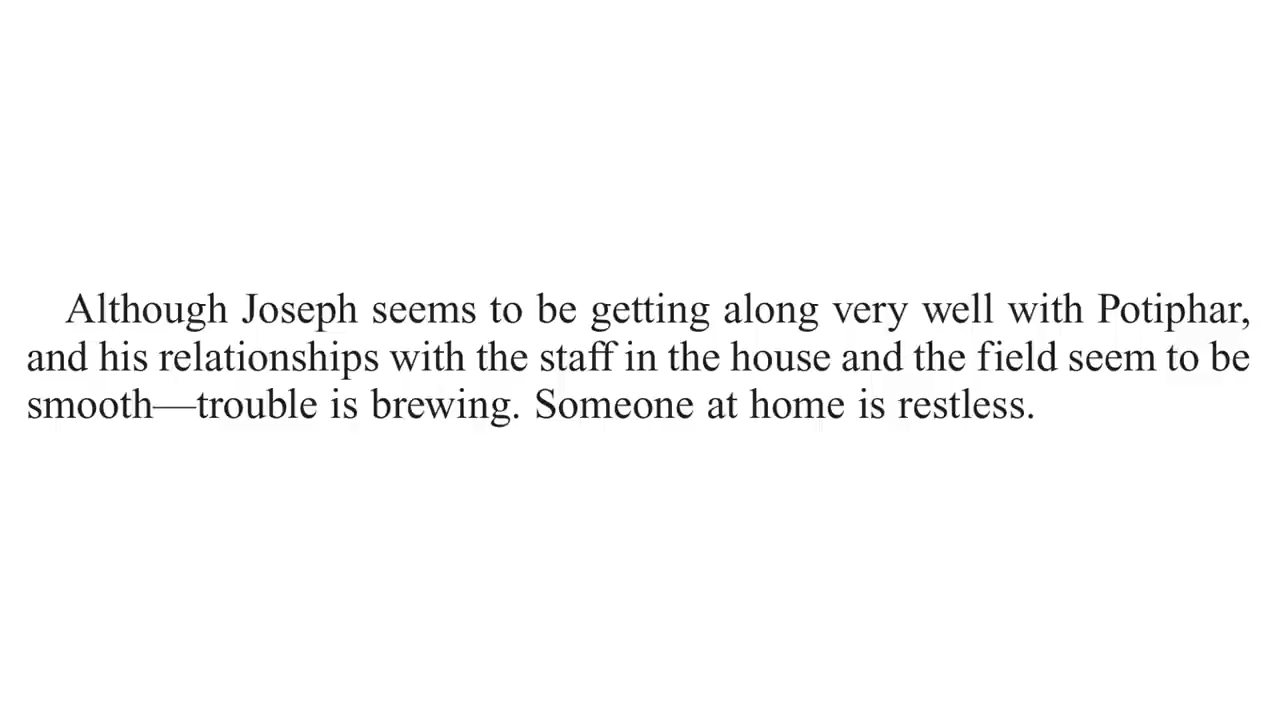 Although Joseph seems to be getting along very well with Potiphar,
and his relationships with the staff in the house and the field seem to be
smooth—trouble is brewing. Someone at home is restless.